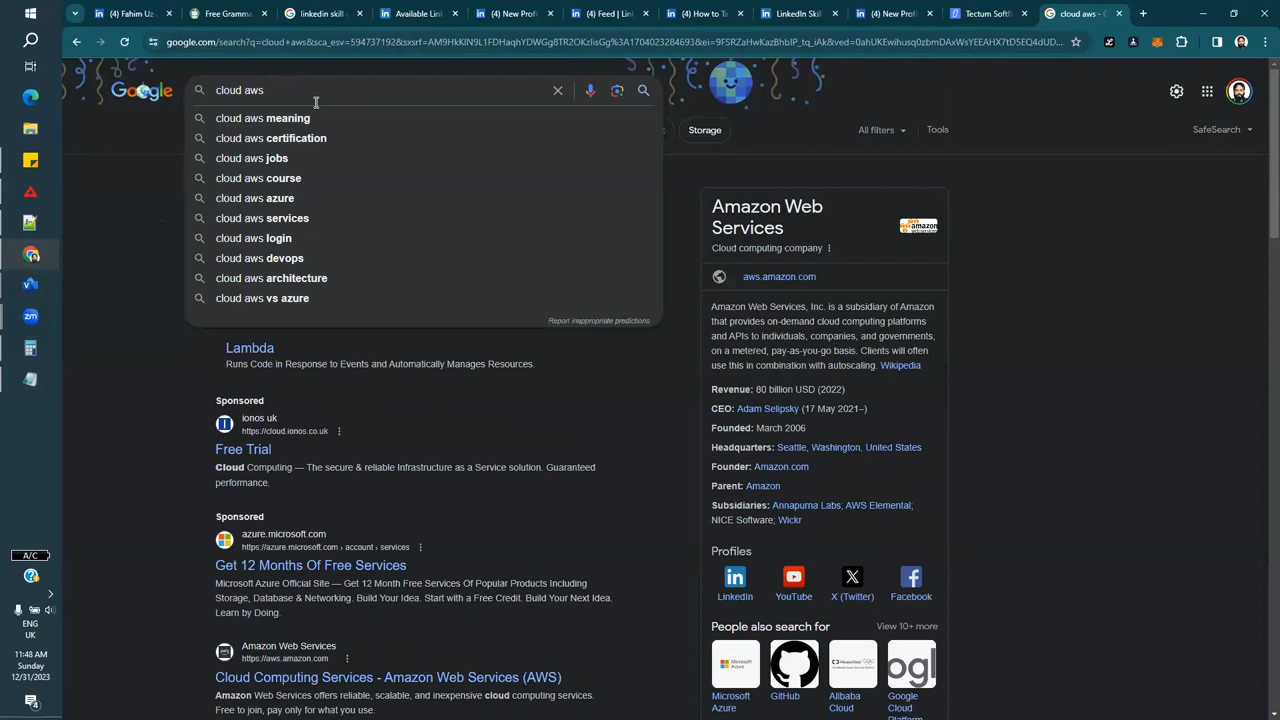 (4) Fahim Uz
Free Gramma
linkedin skill a
Available Link
(4) New Profi
(4) Feed | Lin
(4) How to Ta
LinkedIn Skill
(4) New Profi
Tectum SoftN
cloud aws - G
google.com/search?q=cloud+aws&sca_esv=594737192&sxsrf=AM9HkKlN9L1FDHaqhYDWGg8TR2OKzlisGg%3A1704023284693&ei=9FSRZaHwKazBhbIP_tq_iAk&ved=0ahUKEwihusq0zbmDAxWsYEEAHX7tD5EQ4dUD...
Google
cloud aws
Storage
All filters
Tools
SafeSearch
cloud aws meaning
cloud aws certification
cloud aws jobs
cloud aws course
cloud aws azure
cloud aws services
cloud aws login
cloud aws devops
cloud aws architecture
cloud aws vs azure
Report inappropriate predictions
Lambda
Runs Code in Response to Events and Automatically Manages Resources.
Sponsored
ionos uk
https://cloud.ionos.co.uk
Free Trial
Cloud Computing — The secure & reliable Infrastructure as a Service solution. Guaranteed
performance.
Sponsored
azure.microsoft.com
https://azure.microsoft.com › account › services
Get 12 Months Of Free Services
Microsoft Azure Official Site — Get 12 Month Free Services Of Popular Products Including
Storage, Database & Networking. Build Your Idea. Start with a Free Credit. Build Your Next Idea.
Learn by Doing.
Amazon Web Services
https://aws.amazon.com
Cloud Computing Services - Amazon Web Services (AWS)
Amazon Web Services offers reliable, scalable, and inexpensive cloud computing services.
Free to join, pay only for what you use.
Amazon Web
Services
Cloud computing company
aws.amazon.com
Amazon Web Services, Inc. is a subsidiary of Amazon
that provides on-demand cloud computing platforms
and APIs to individuals, companies, and governments,
on a metered, pay-as-you-go basis. Clients will often
use this in combination with autoscaling. Wikipedia
Revenue: 80 billion USD (2022)
CEO: Adam Selipsky (17 May 2021–)
Founded: March 2006
Headquarters: Seattle, Washington, United States
Founder: Amazon.com
Parent: Amazon
Subsidiaries: Annapurna Labs; AWS Elemental;
NICE Software; Wickr
Profiles
LinkedIn
YouTube
X (Twitter)
Facebook
People also search for
View 10+ more
Microsoft
Azure
GitHub
Alibaba
Cloud
Google
Cloud
Platform
zm
A/C
ENG
UK
11:48 AM
Sunday
12/31/2023
4